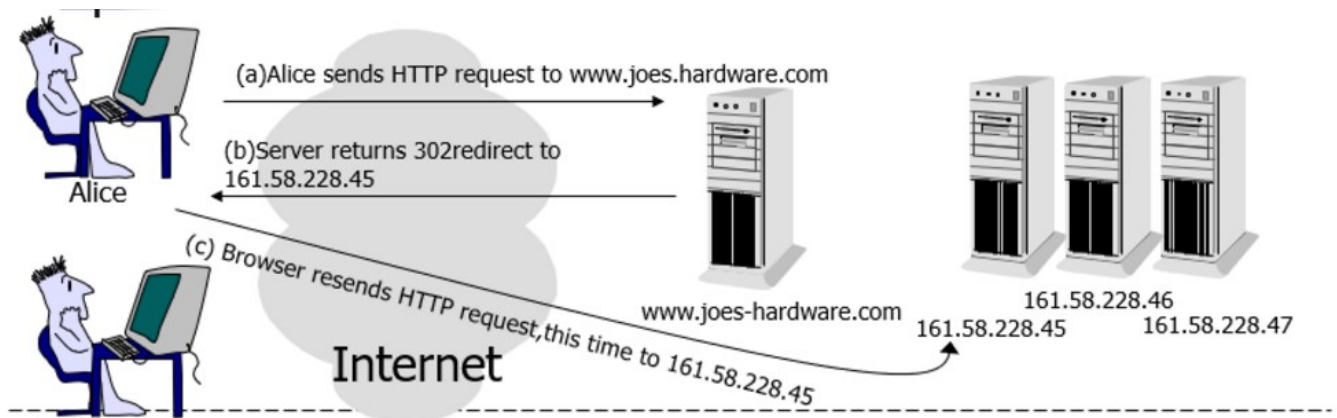 (a)Alice sends HTTP request to www.joes.hardware.com
(b)Server returns 302redirect to
161.58.228.45
Alice
(c) Browser resends HTTP request,this time to 161.58.228.45
www.joes-hardware.com
161.58.228.46
161.58.228.45
161.58.228.47
Internet